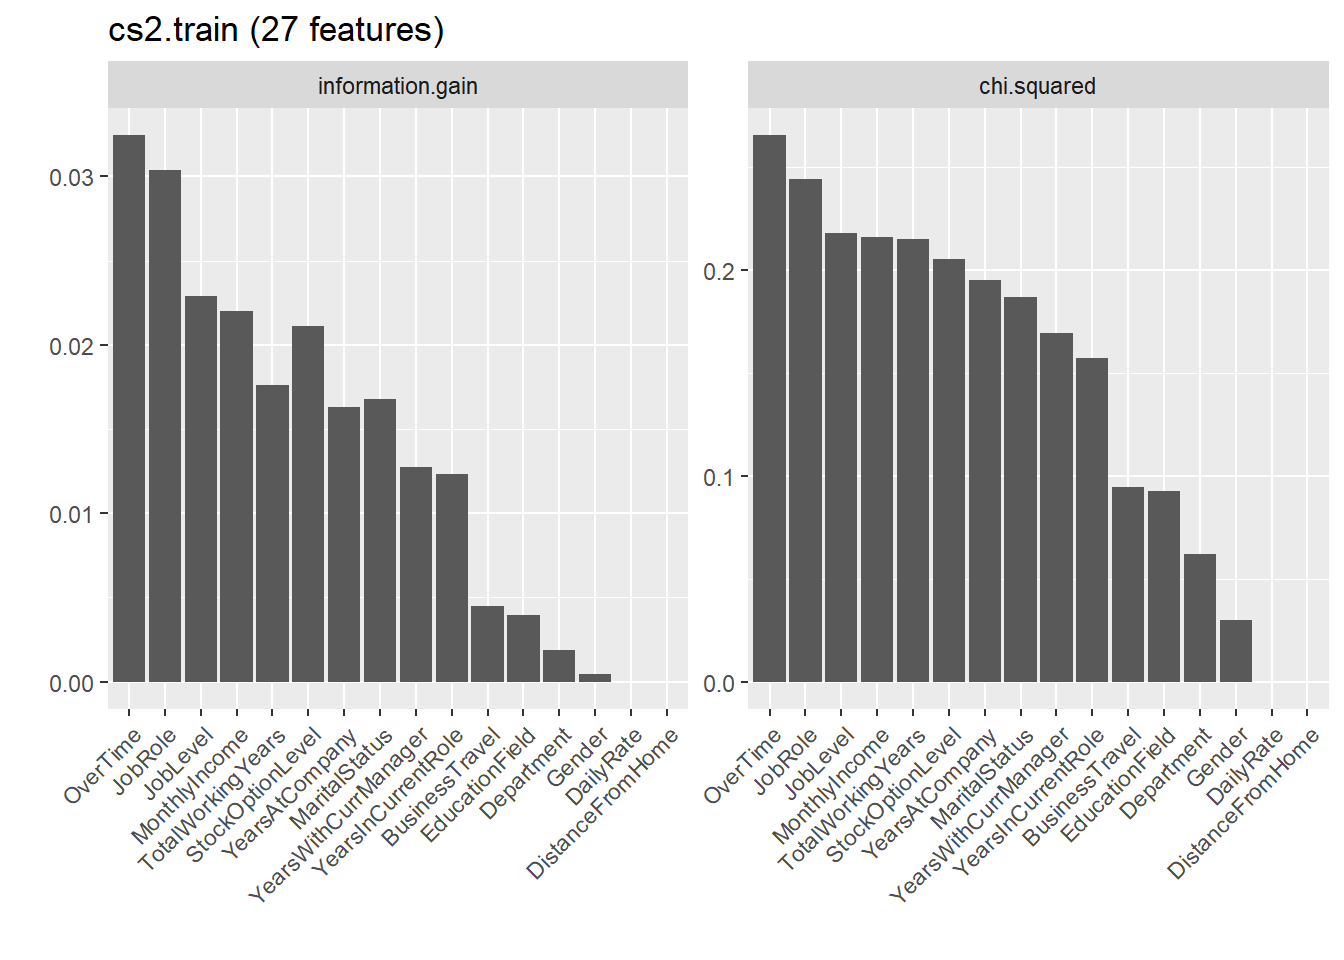 cs2.train (27 features)
information.gain
chi.squared
0.03
0.02
0.01
0.00
0.2
0.1
0.0
OverTime
JobRole
JobLevel
MonthlyIncome
TotalWorkingYears
StockOptionLevel
YearsAtCompany
MaritalStatus
YearsWithCurrManager
YearsInCurrentRole
BusinessTravel
EducationField
Department
Gender
DailyRate
DistanceFromHome
OverTime
JobRole
JobLevel
MonthlyIncome
TotalWorkingYears
StockOptionLevel
YearsAtCompany
MaritalStatus
YearsWithCurrManager
YearsInCurrentRole
BusinessTravel
EducationField
Department
Gender
DailyRate
DistanceFromHome